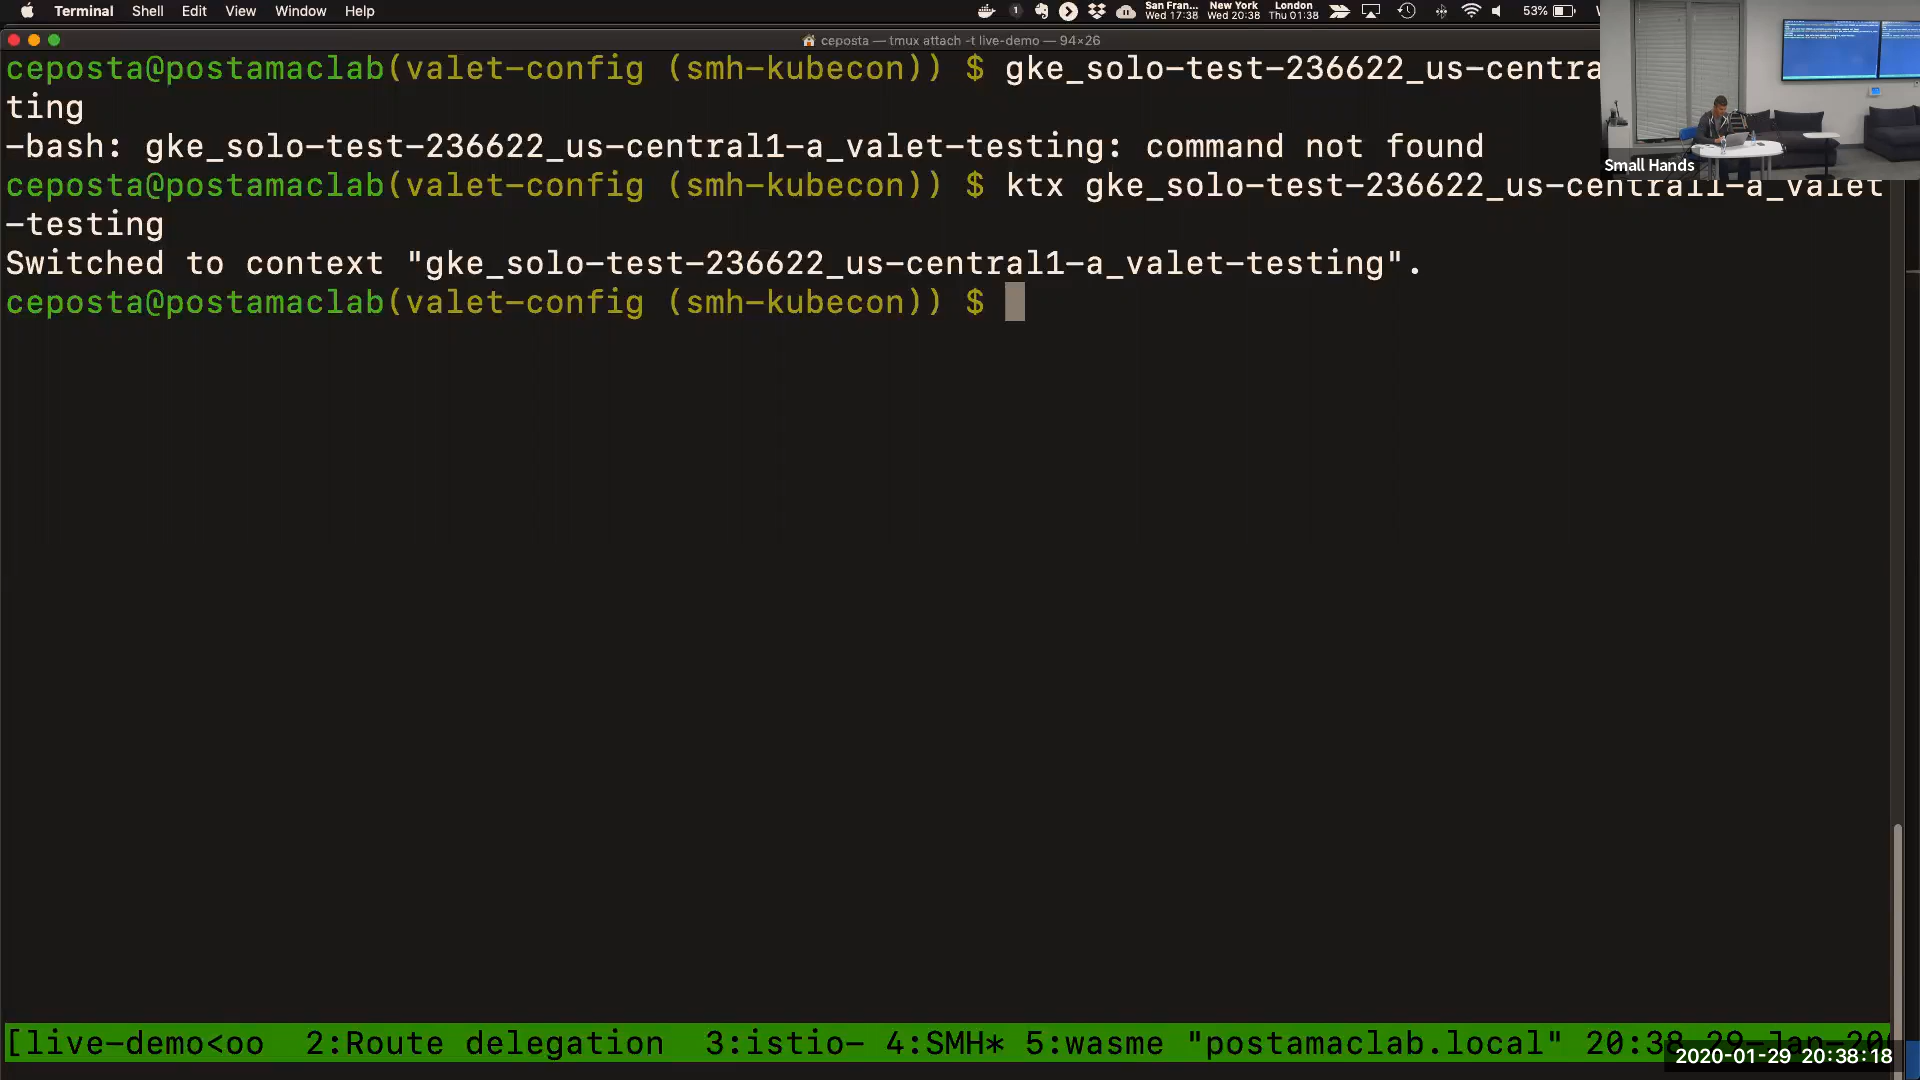 Terminal Shell Edit View Window Help
San Fran... New York London
Wed 17:38 Wed 20:38 Thu 01:38
53%
ceposta — tmux attach -t live-demo — 94×26
ceposta@postamaclab(valet-config (smh-kubecon)) $ gke_solo-test-236622_us-centra
ting
-bash: gke_solo-test-236622_us-central1-a_valet-testing: command not found
Small Hands
ceposta@postamaclab(valet-config (smh-kubecon)) $ ktx gke_solo-test-236622_us-central1-a_valet
-testing
Switched to context "gke_solo-test-236622_us-central1-a_valet-testing".
ceposta@postamaclab(valet-config (smh-kubecon)) $
[live-demo<oo 2:Route delegation 3:istio- 4:SMH* 5:wasme "postamaclab.local" 20:38 29-Jan-20
2020-01-29 20:38:18